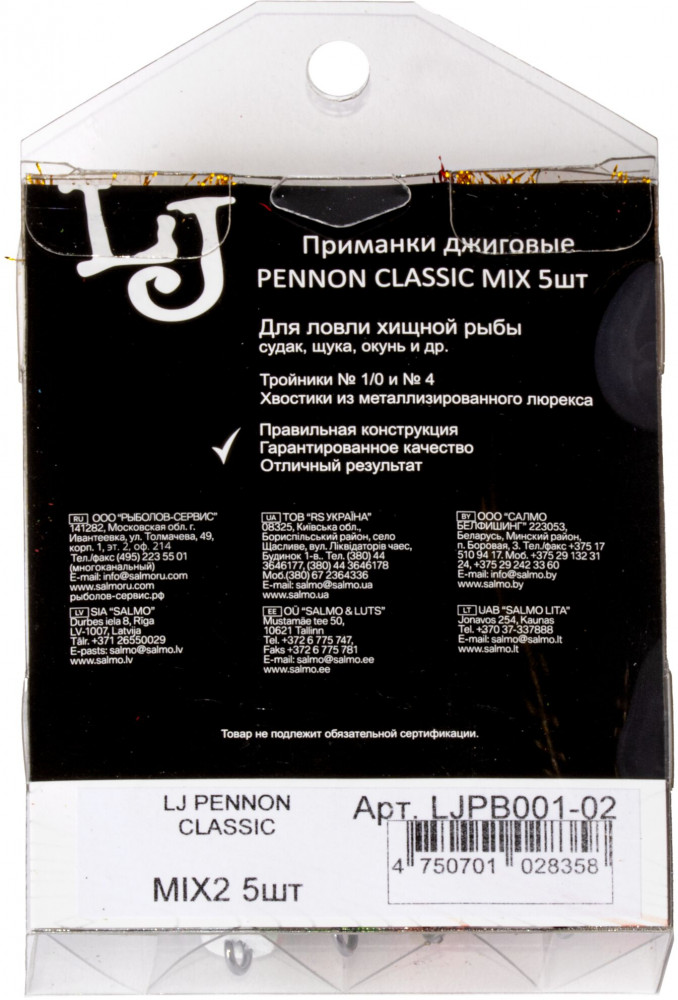 LJ
Приманки джиговые
PENNON CLASSIC MIX 5шт
Для ловли хищной рыбы
судак, щука, окунь и др.
Тройники № 1/0 и № 4
Хвостики из металлизированного люрекса
Правильная конструкция
Гарантированное качество
Отличный результат
RU ООО "РЫБОЛОВ-СЕРВИС"
141282, Московская обл. г.
Ивантеевка, ул. Толмачева, 49,
корп. 1, эт. 2, оф. 214
Тел./факс (495) 223 55 01
(многоканальный)
E-mail: info@salmoru.com
www.salmoru.com
рыболов-сервис.рф
UA ТОВ "RS УКРАЇНА"
08325, Київська обл.,
Бориспільський район, село
Щасливе, вул. Ліквідаторів чаес,
Будинок 1-в.. Тел. (380) 44
3646177, (380) 44 3646178
Моб.(380) 67 2364336
E-mail: salmo@salmo.ua
www.salmo.ua
BY ООО "САЛМО
БЕЛФИШИНГ" 223053,
Беларусь, Минский район,
п. Боровая, 3. Тел./факс +375 17
510 94 17. Моб. +375 29 132 31
24, +375 29 242 33 60
E-mail: info@salmo.by
www.salmo.by
LV SIA "SALMO"
Durbes iela 8, Rīga
LV-1007, Latvija
Tālr. +371 26550029
E-pasts: salmo@salmo.lv
www.salmo.lv
EE OÜ "SALMO & LUTS"
Mustamäe tee 50,
10621 Tallinn
Tel. +372 6 775 747,
Faks +372 6 775 781
E-mail: salmo@salmo.ee
www.salmo.ee
LT UAB "SALMO LITA"
Jonavos 254, Kaunas
Tel. +370 37-337888
E-mail: salmo@salmo.lt
www.salmo.lt
Товар не подлежит обязательной сертификации.
LJ PENNON
CLASSIC
MIX2 5шт
Арт. LJPB001-02
4 750701 028358